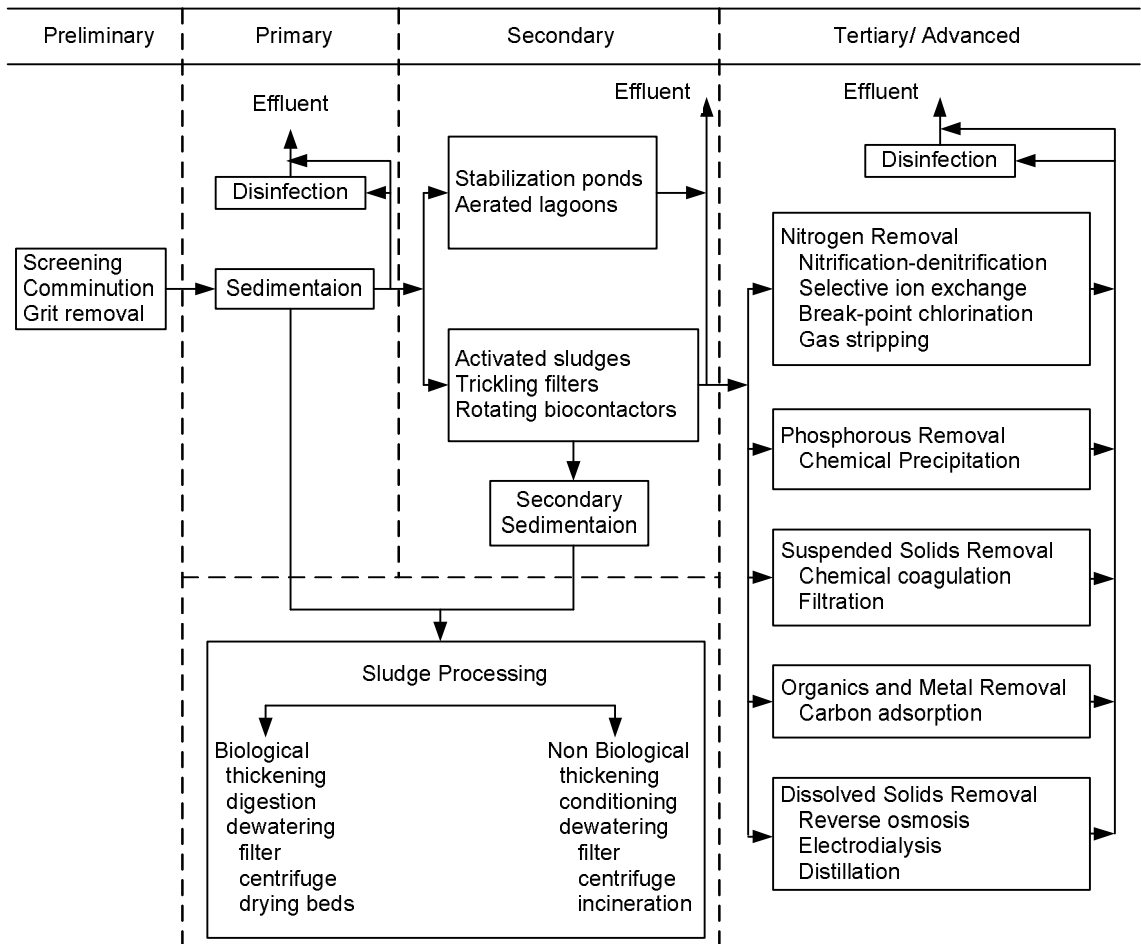 Preliminary
Primary
Secondary
Tertiary/ Advanced
Effluent
Effluent
Effluent
Disinfection
Disinfection
Screening
Comminution
Grit removal
Sedimentaion
Stabilization ponds
Aerated lagoons
Activated sludges
Trickling filters
Rotating biocontactors
Secondary
Sedimentaion
Nitrogen Removal
Nitrification-denitrification
Selective ion exchange
Break-point chlorination
Gas stripping
Phosphorous Removal
Chemical Precipitation
Suspended Solids Removal
Chemical coagulation
Filtration
Organics and Metal Removal
Carbon adsorption
Dissolved Solids Removal
Reverse osmosis
Electrodialysis
Distillation
Sludge Processing
Biological
thickening
digestion
dewatering
filter
centrifuge
drying beds
Non Biological
thickening
conditioning
dewatering
filter
centrifuge
incineration